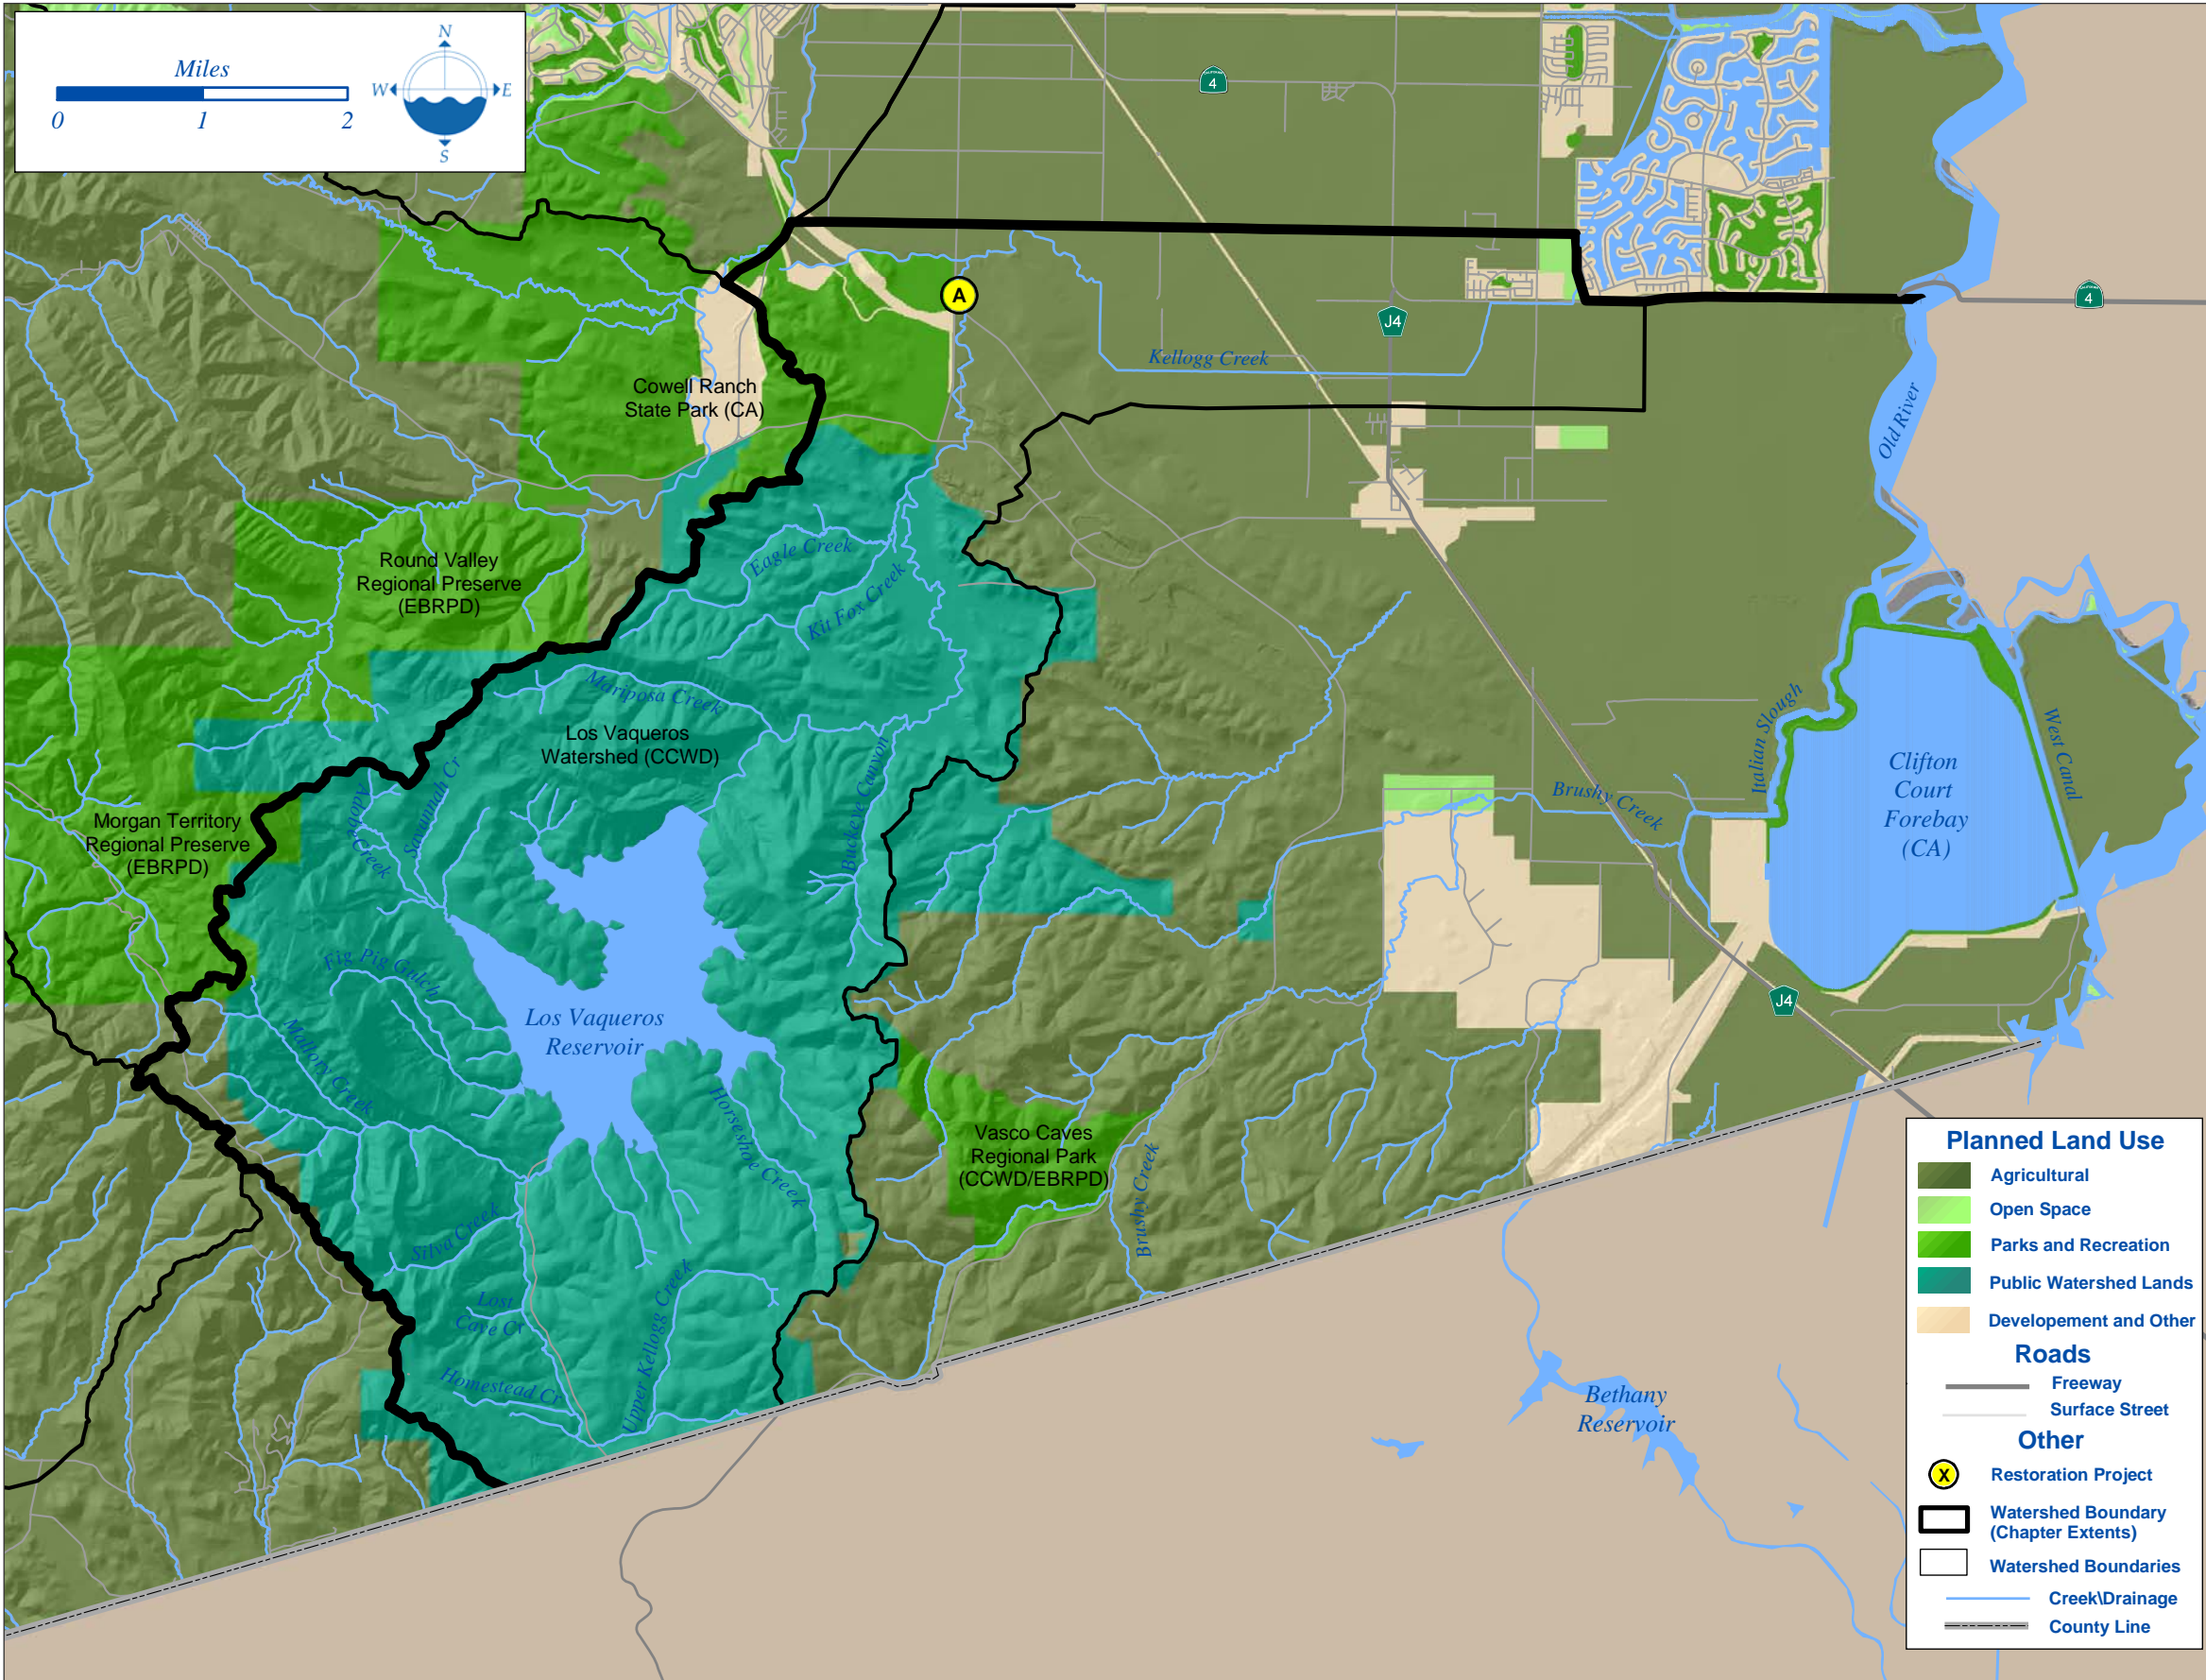 Miles
0 1 2
N
W E
S
4
A
4
J4
Kellogg Creek
Old River
Cowell Ranch
State Park (CA)
Round Valley
Regional Preserve
(EBRPD)
Eagle Creek
Kit Fox Creek
Mariposa Creek
Los Vaqueros
Watershed (CCWD)
Buckeye Canyon
Savannah Cr
Adobe Creek
Morgan Territory
Regional Preserve
(EBRPD)
Italian Slough
West Canal
Brushy Creek
Clifton
Court
Forebay
(CA)
Fig Pig Gulch
Los Vaqueros
Reservoir
J4
Mallory Creek
Horseshoe Creek
Vasco Caves
Regional Park
(CCWD/EBRPD)
Brushy Creek
Silva Creek
Lost
Cave Cr
Upper Kellogg Creek
Homestead Cr
Bethany
Reservoir
Planned Land Use
Agricultural
Open Space
Parks and Recreation
Public Watershed Lands
Developement and Other
Roads
Freeway
Surface Street
Other
X Restoration Project
Watershed Boundary
(Chapter Extents)
Watershed Boundaries
Creek\Drainage
County Line